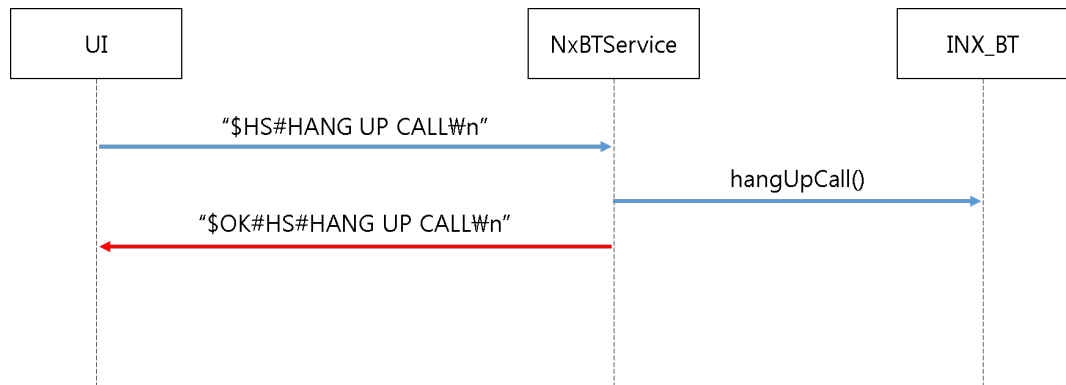 UI
NxBTService
INX_BT
“$HS#HANG UP CALL₩n”
hangUpCall()
“$OK#HS#HANG UP CALL₩n”